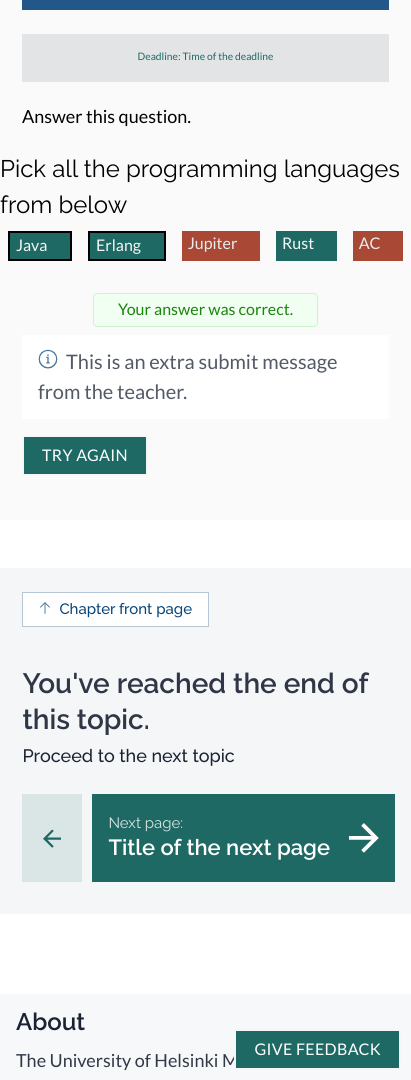 Deadline: Time of the deadline
Answer this question.
Pick all the programming languages
from below
Java Erlang Jupiter Rust AC
Your answer was correct.
This is an extra submit message
from the teacher.
TRY AGAIN
Chapter front page
You've reached the end of
this topic.
Proceed to the next topic
Next page:
Title of the next page
About
The University of Helsinki
GIVE FEEDBACK